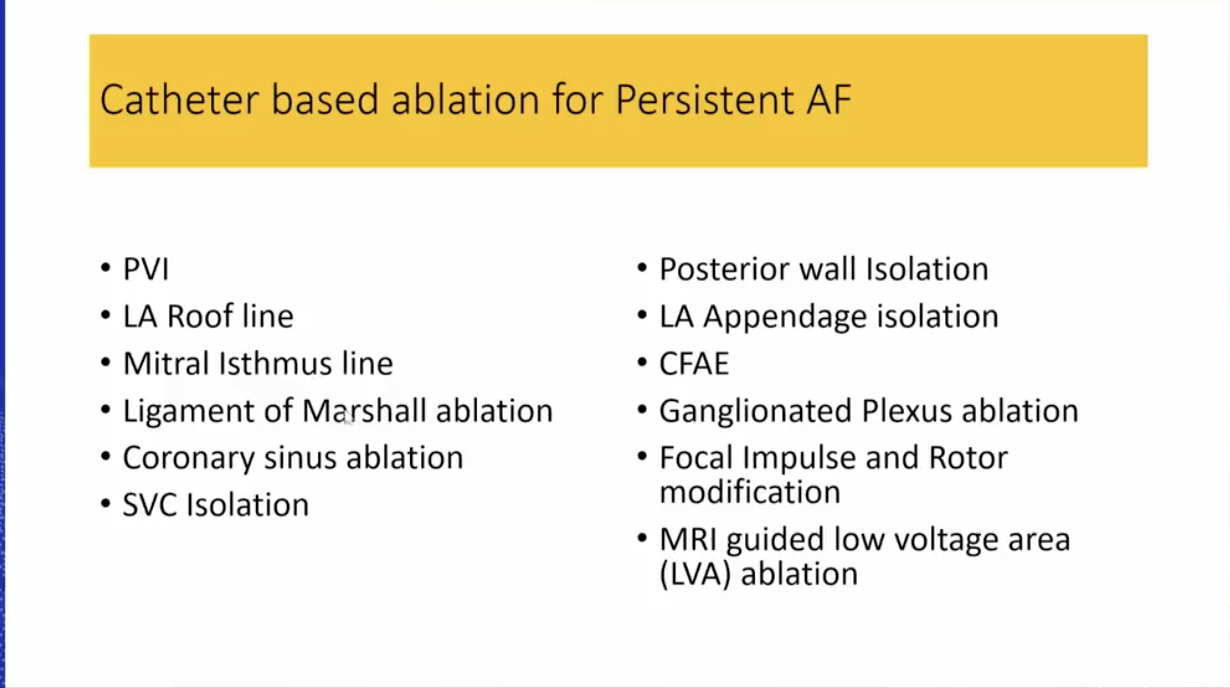 Catheter based ablation for Persistent AF
• PVI
• LA Roof line
• Mitral Isthmus line
• Ligament of Marshall ablation
• Coronary sinus ablation
• SVC Isolation
• Posterior wall Isolation
• LA Appendage isolation
• CFAE
• Ganglionated Plexus ablation
• Focal Impulse and Rotor
modification
• MRI guided low voltage area
(LVA) ablation